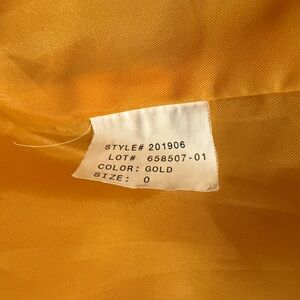 STYLE# 201906
LOT# 658507-01
COLOR: GOLD
SIZE: 0